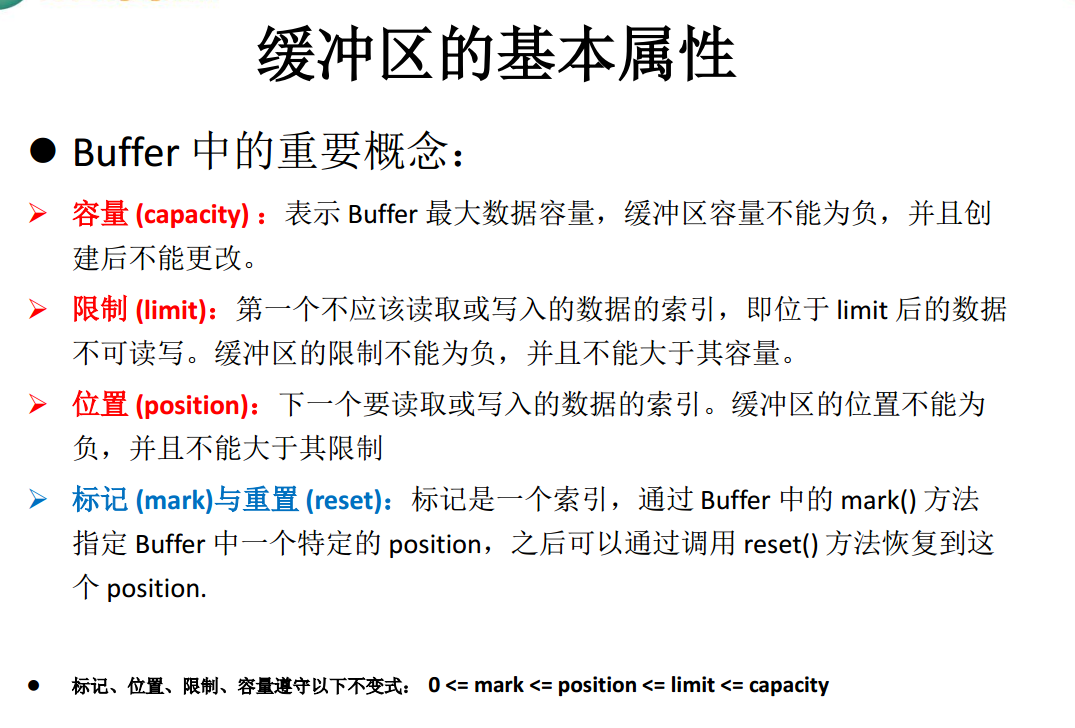 缓冲区的基本属性
● Buffer 中的重要概念：
➢ 容量 (capacity) ：表示 Buffer 最大数据容量，缓冲区容量不能为负，并且创
建后不能更改。
➢ 限制 (limit)：第一个不应该读取或写入的数据的索引，即位于 limit 后的数据
不可读写。缓冲区的限制不能为负，并且不能大于其容量。
➢ 位置 (position)：下一个要读取或写入的数据的索引。缓冲区的位置不能为
负，并且不能大于其限制
➢ 标记 (mark)与重置 (reset)：标记是一个索引，通过 Buffer 中的 mark() 方法
指定 Buffer 中一个特定的 position，之后可以通过调用 reset() 方法恢复到这
个 position.
● 标记、位置、限制、容量遵守以下不变式： 0 <= mark <= position <= limit <= capacity